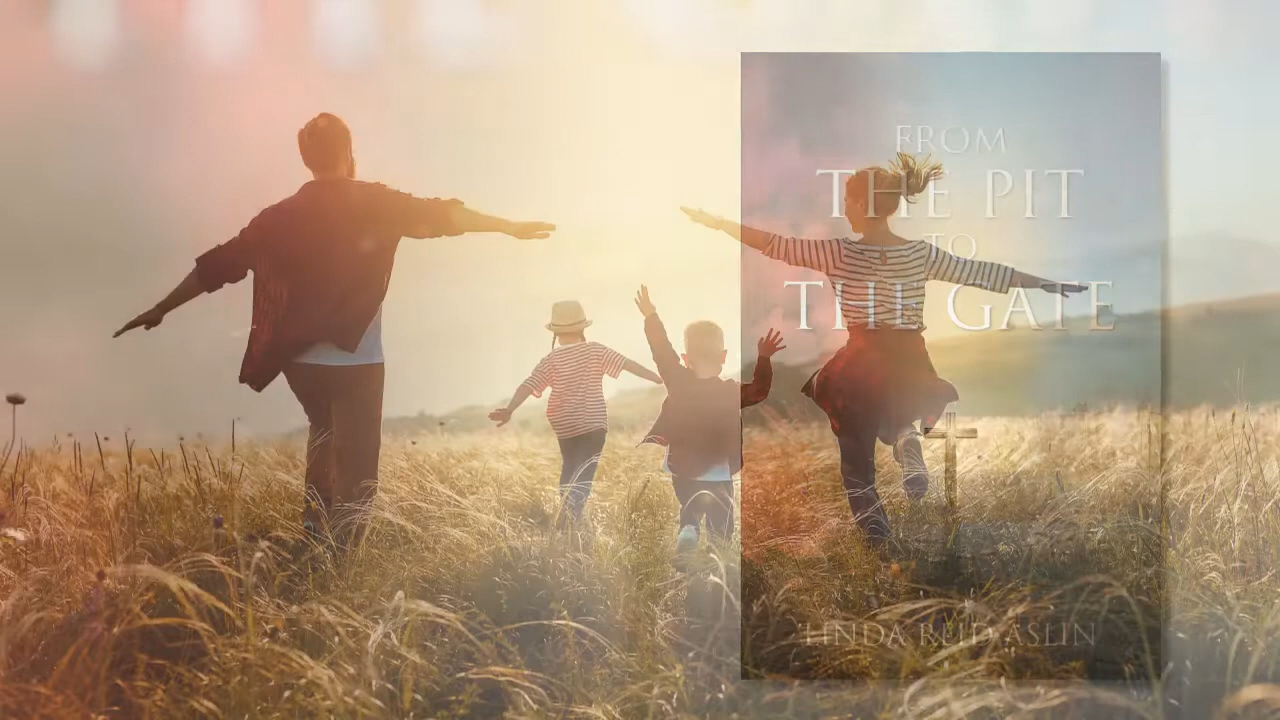 FROM
THE PIT
TO
THE GATE
LINDA REID ASLIN